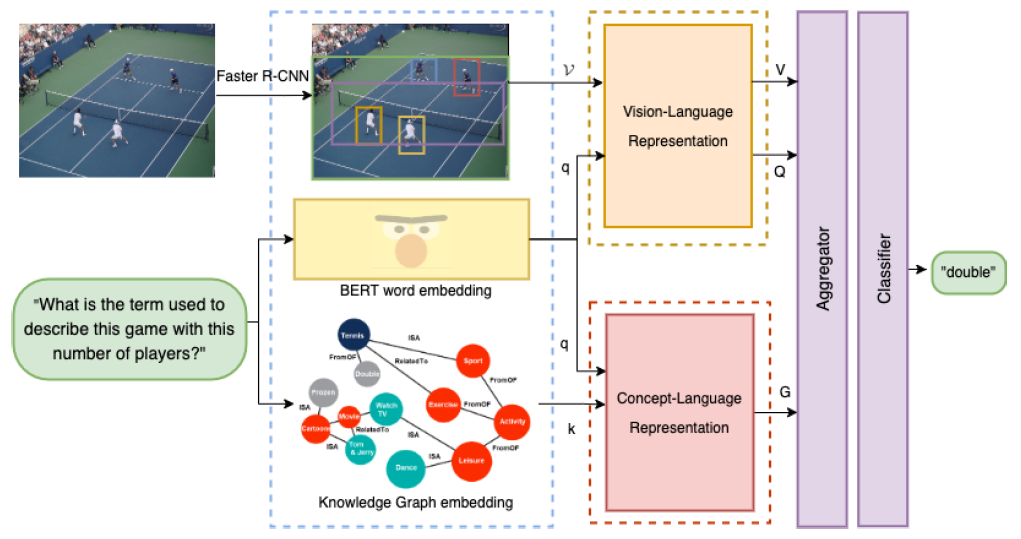 Faster R-CNN
𝒱
V
Vision-Language
Representation
q
Q
BERT word embedding
"What is the term used to
describe this game with this
number of players?"
Aggregator
Classifier
"double"
Tennis
ISA
FromOF
RelatedTo
Sport
Double
FromOF
Frozen
ISA
Watch
TV
Exercise
FromOF
Movie
Activity
Cartoons
RelatedTo
ISA
ISA
Tom
& Jerry
FromOF
Dance
ISA
Leisure
Knowledge Graph embedding
q
k
Concept-Language
Representation
G